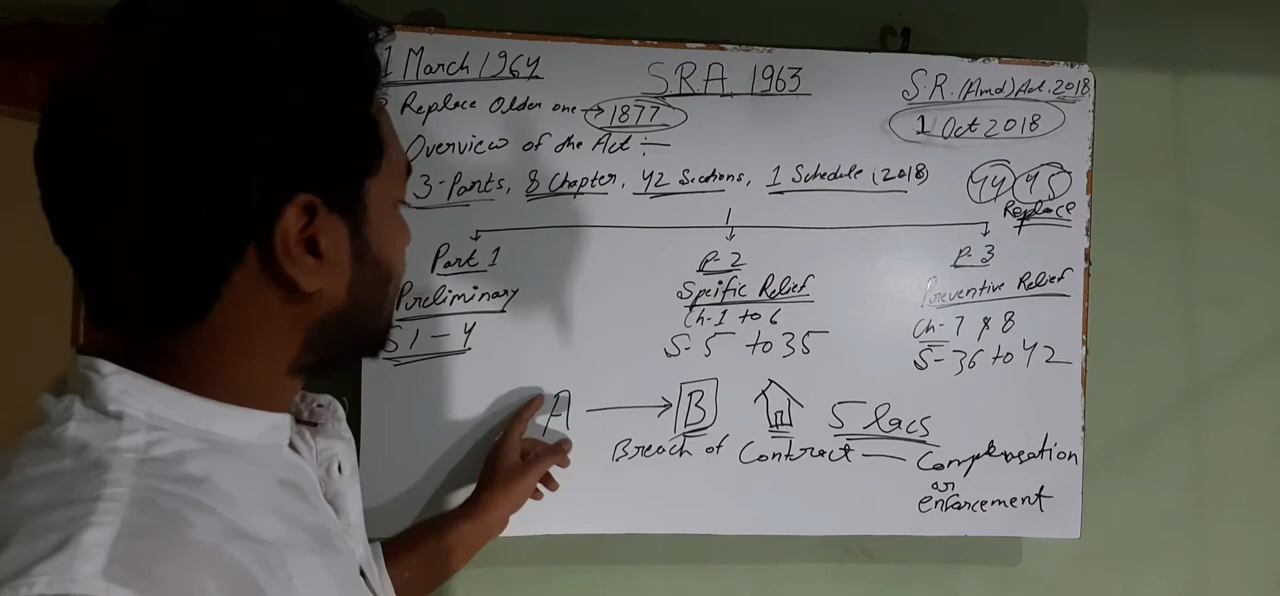 1 March 1964
S.R.A. 1963
S.R. (Amd) Act. 2018
Replace Older one → 1877
1 Oct 2018
Overview of the Act :-
3-Parts, 8 Chapter, 42 Sections, 1 Schedule (2018)
44 45
Replace
Part 1
P-2
P-3
Preliminary
Speific Relief
Preventive Relief
Ch-1 to 6
Ch-7 & 8
S 1-4
S-5 to 35
S-36 to 42
A → B 5 lacs
Breach of Contract — Compensation
or
enforcement